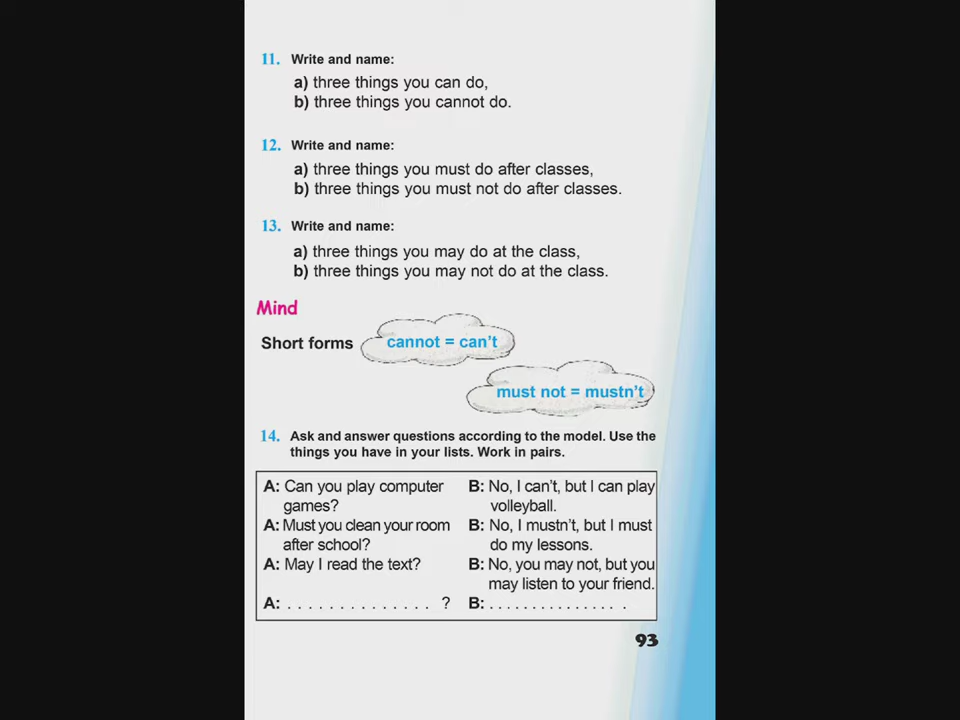 11. Write and name:
a) three things you can do,
b) three things you cannot do.
12. Write and name:
a) three things you must do after classes,
b) three things you must not do after classes.
13. Write and name:
a) three things you may do at the class,
b) three things you may not do at the class.
Mind
Short forms
cannot = can't
must not = mustn't
14. Ask and answer questions according to the model. Use the
things you have in your lists. Work in pairs.
A: Can you play computer
games?
B: No, I can't, but I can play
volleyball.
A: Must you clean your room
after school?
B: No, I mustn't, but I must
do my lessons.
A: May I read the text?
B: No, you may not, but you
may listen to your friend.
A: . . . . . . . . . . . . . . ?
B: . . . . . . . . . . . . . . . .
93